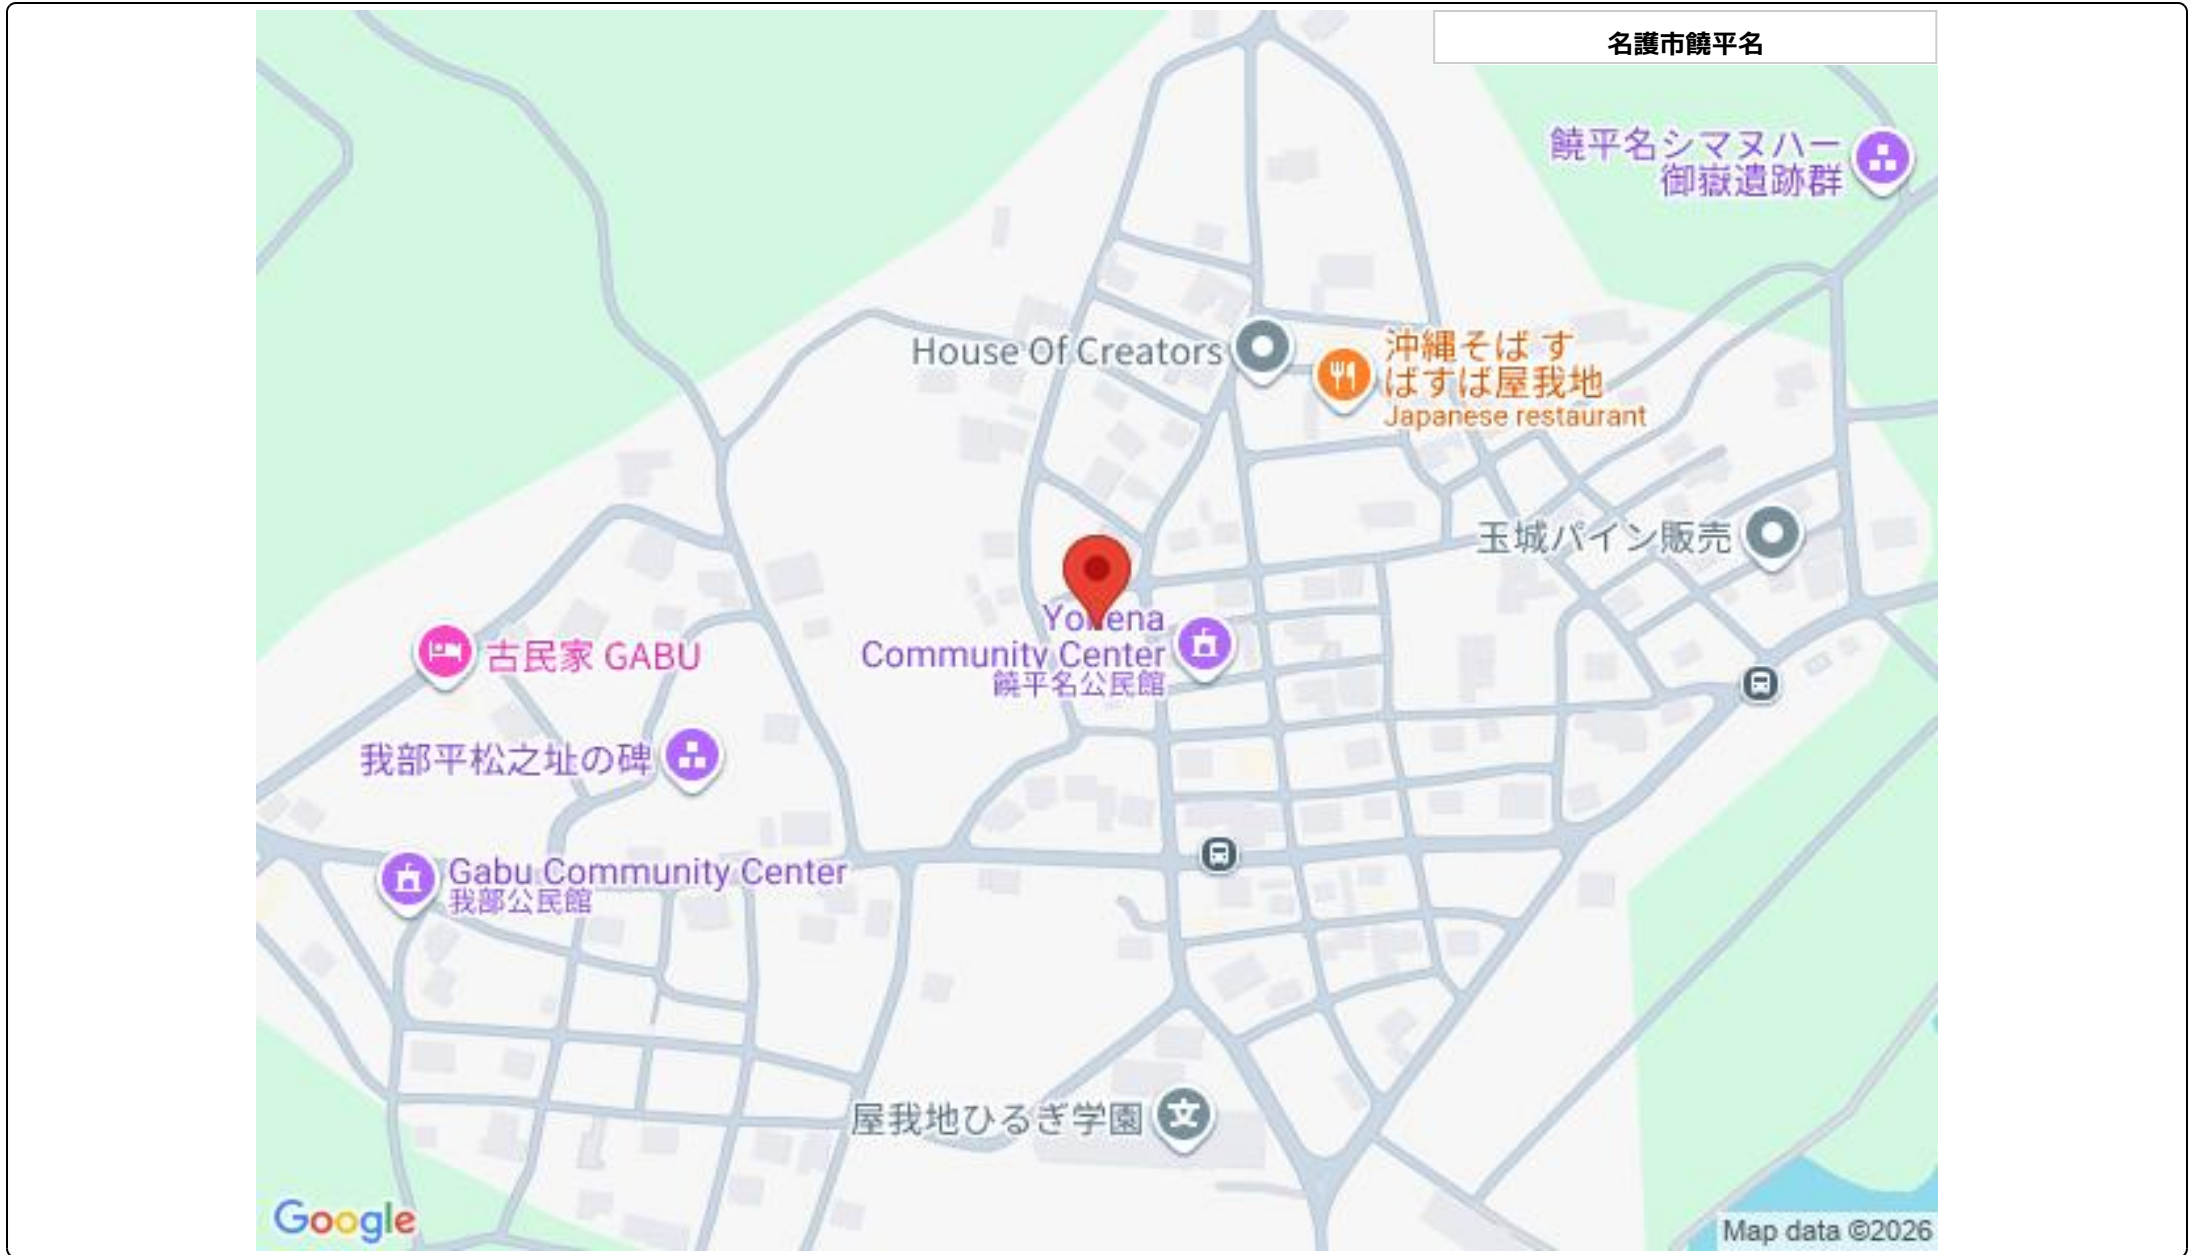 名護市饒平名
饒平名シマヌハー
御嶽遺跡群
House Of Creators
沖縄そば す
ばすば屋我地
Japanese restaurant
玉城パイン販売
Community Center
饒平名公民館
古民家 GABU
我部平松之址の碑
Gabu Community Center
我部公民館
屋我地ひるぎ学園
文
Google
Map data ©2026